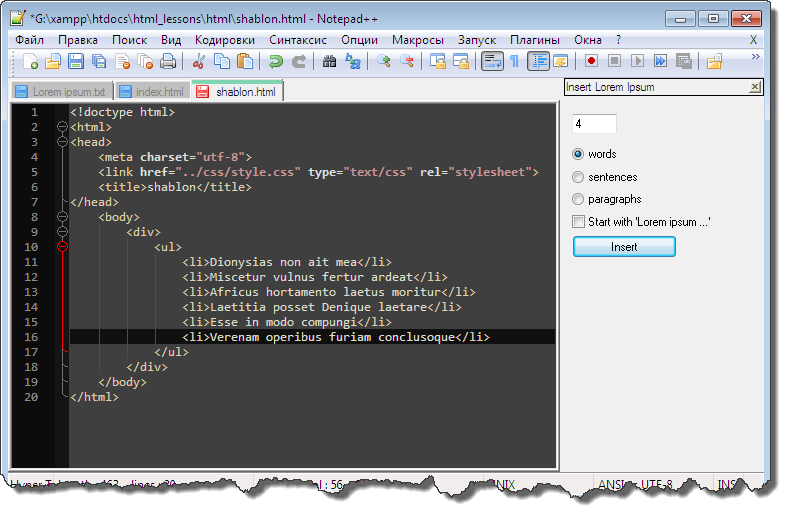 *G:\xampp\htdocs\html_lessons\html\shablon.html - Notepad++
Файл Правка Поиск Вид Кодировки Синтаксис Опции Макросы Запуск Плагины Окна ? X
Lorem ipsum.txt index.html shablon.html
Insert Lorem Ipsum
1 <!doctype html>
2 <html>
3 <head>
4 <meta charset="utf-8">
5 <link href="../css/style.css" type="text/css" rel="stylesheet">
6 <title>shablon</title>
7 </head>
8 <body>
9 <div>
10 <ul>
11 <li>Dionysias non ait mea</li>
12 <li>Miscetur vulnus fertur ardeat</li>
13 <li>Africus hortamento laetus moritur</li>
14 <li>Laetitia posset Denique laetare</li>
15 <li>Esse in modo compungi</li>
16 <li>Verenam operibus furiam conclusoque</li>
17 </ul>
18 </div>
19 </body>
20 </html>
4
words
sentences
paragraphs
Start with 'Lorem ipsum ...'
Insert
56 UTF-8 INS